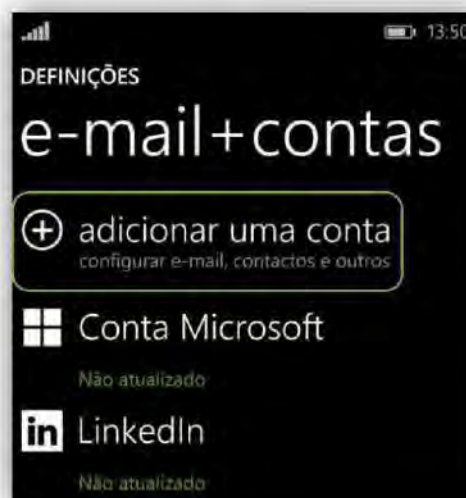 13:50
DEFINIÇÕES
e-mail+contas
adicionar uma conta
configurar e-mail, contactos e outros
Conta Microsoft
Não atualizado
in LinkedIn
Não atualizado